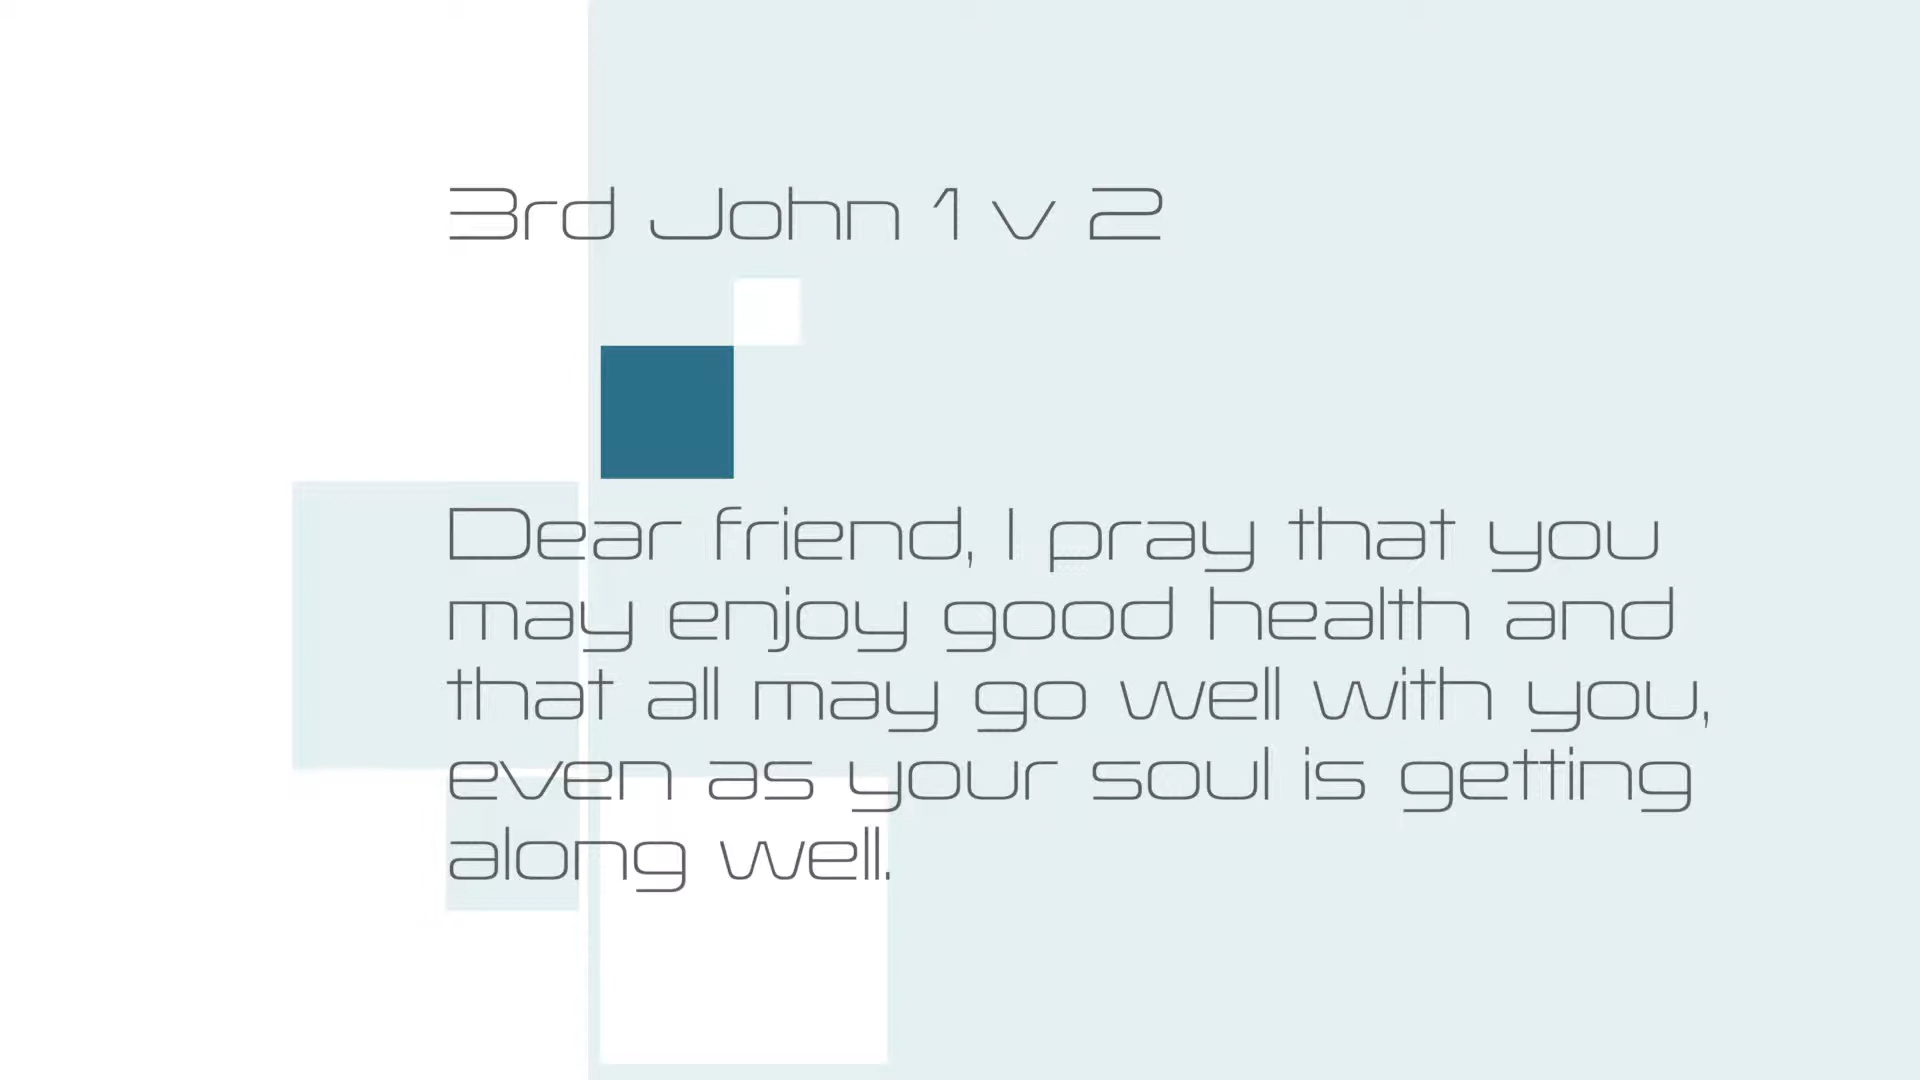 3rd John 1 v 2
Dear friend, I pray that you
may enjoy good health and
that all may go well with you,
even as your soul is getting
along well.